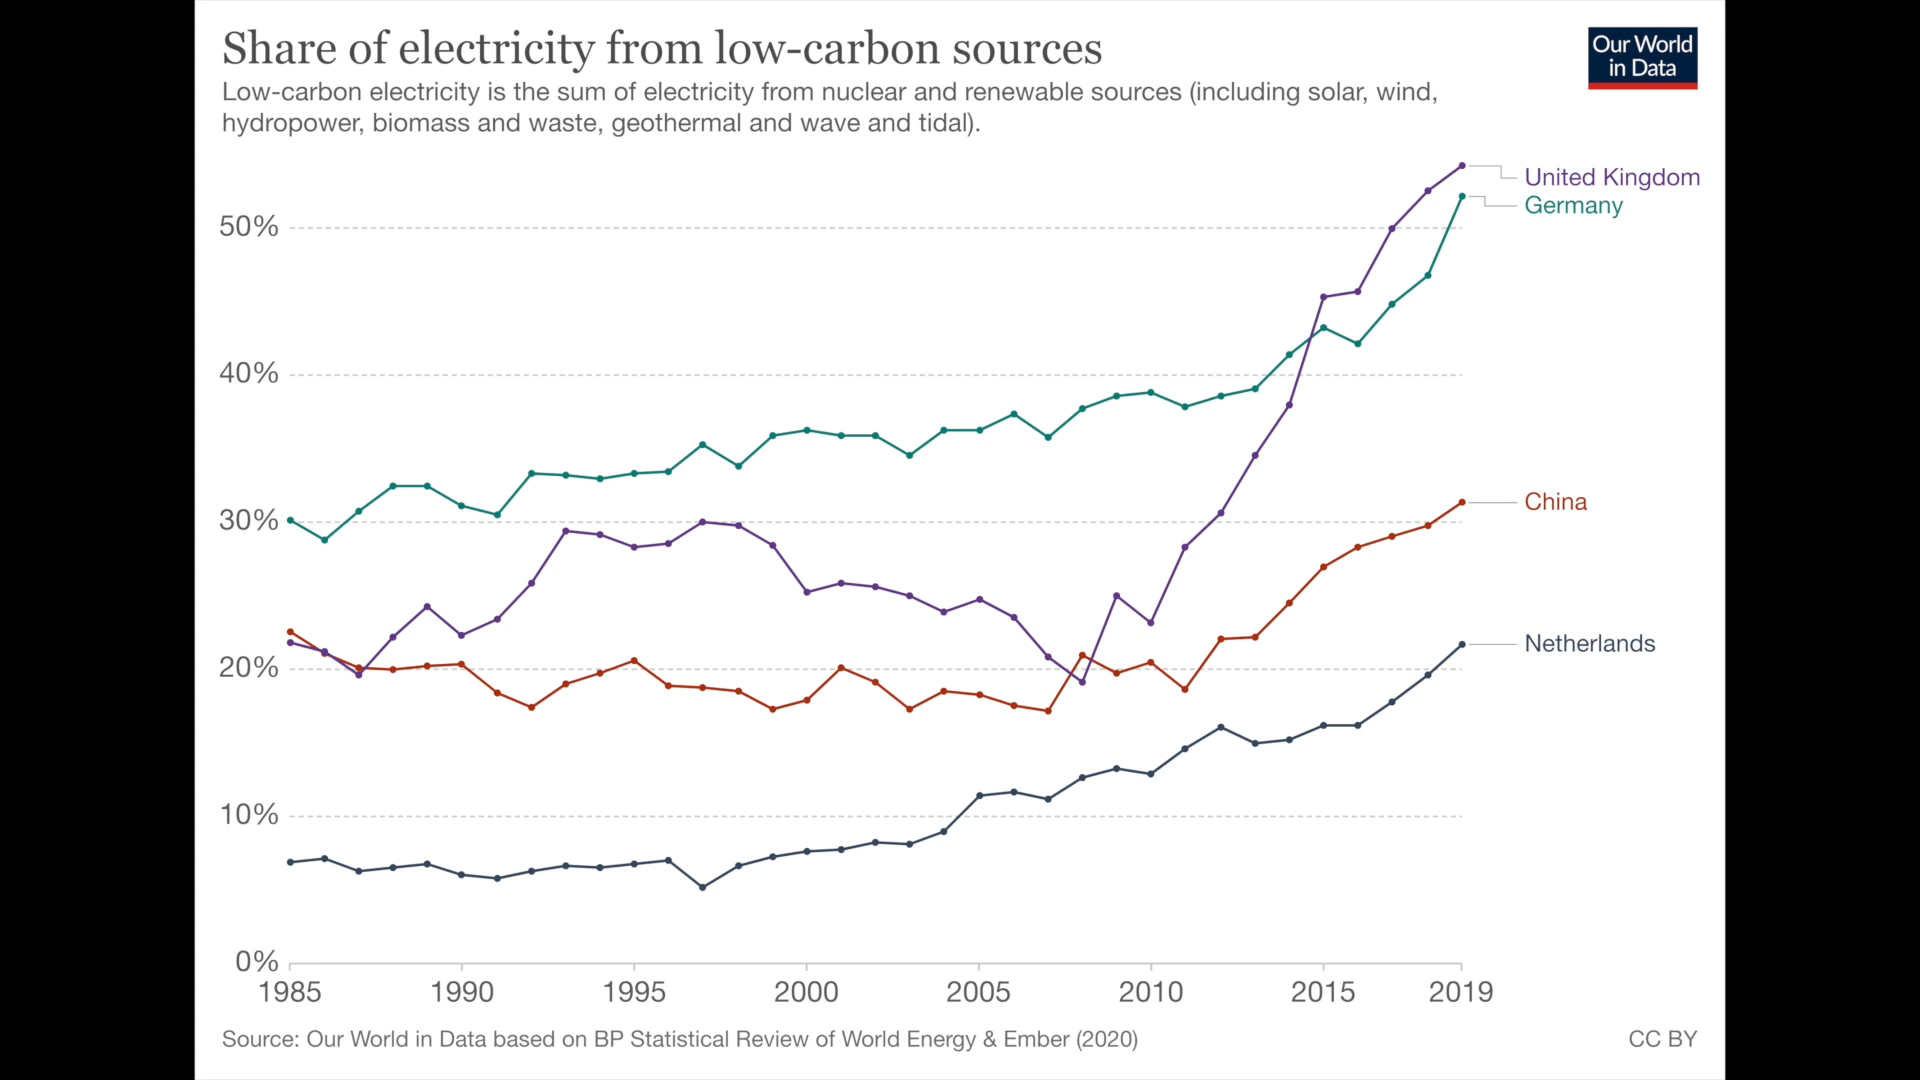 Share of electricity from low-carbon sources
Our World
in Data
Low-carbon electricity is the sum of electricity from nuclear and renewable sources (including solar, wind,
hydropower, biomass and waste, geothermal and wave and tidal).
United Kingdom
Germany
50%
40%
30%
China
20%
Netherlands
10%
0%
1985 1990 1995 2000 2005 2010 2015 2019
Source: Our World in Data based on BP Statistical Review of World Energy & Ember (2020)
CC BY